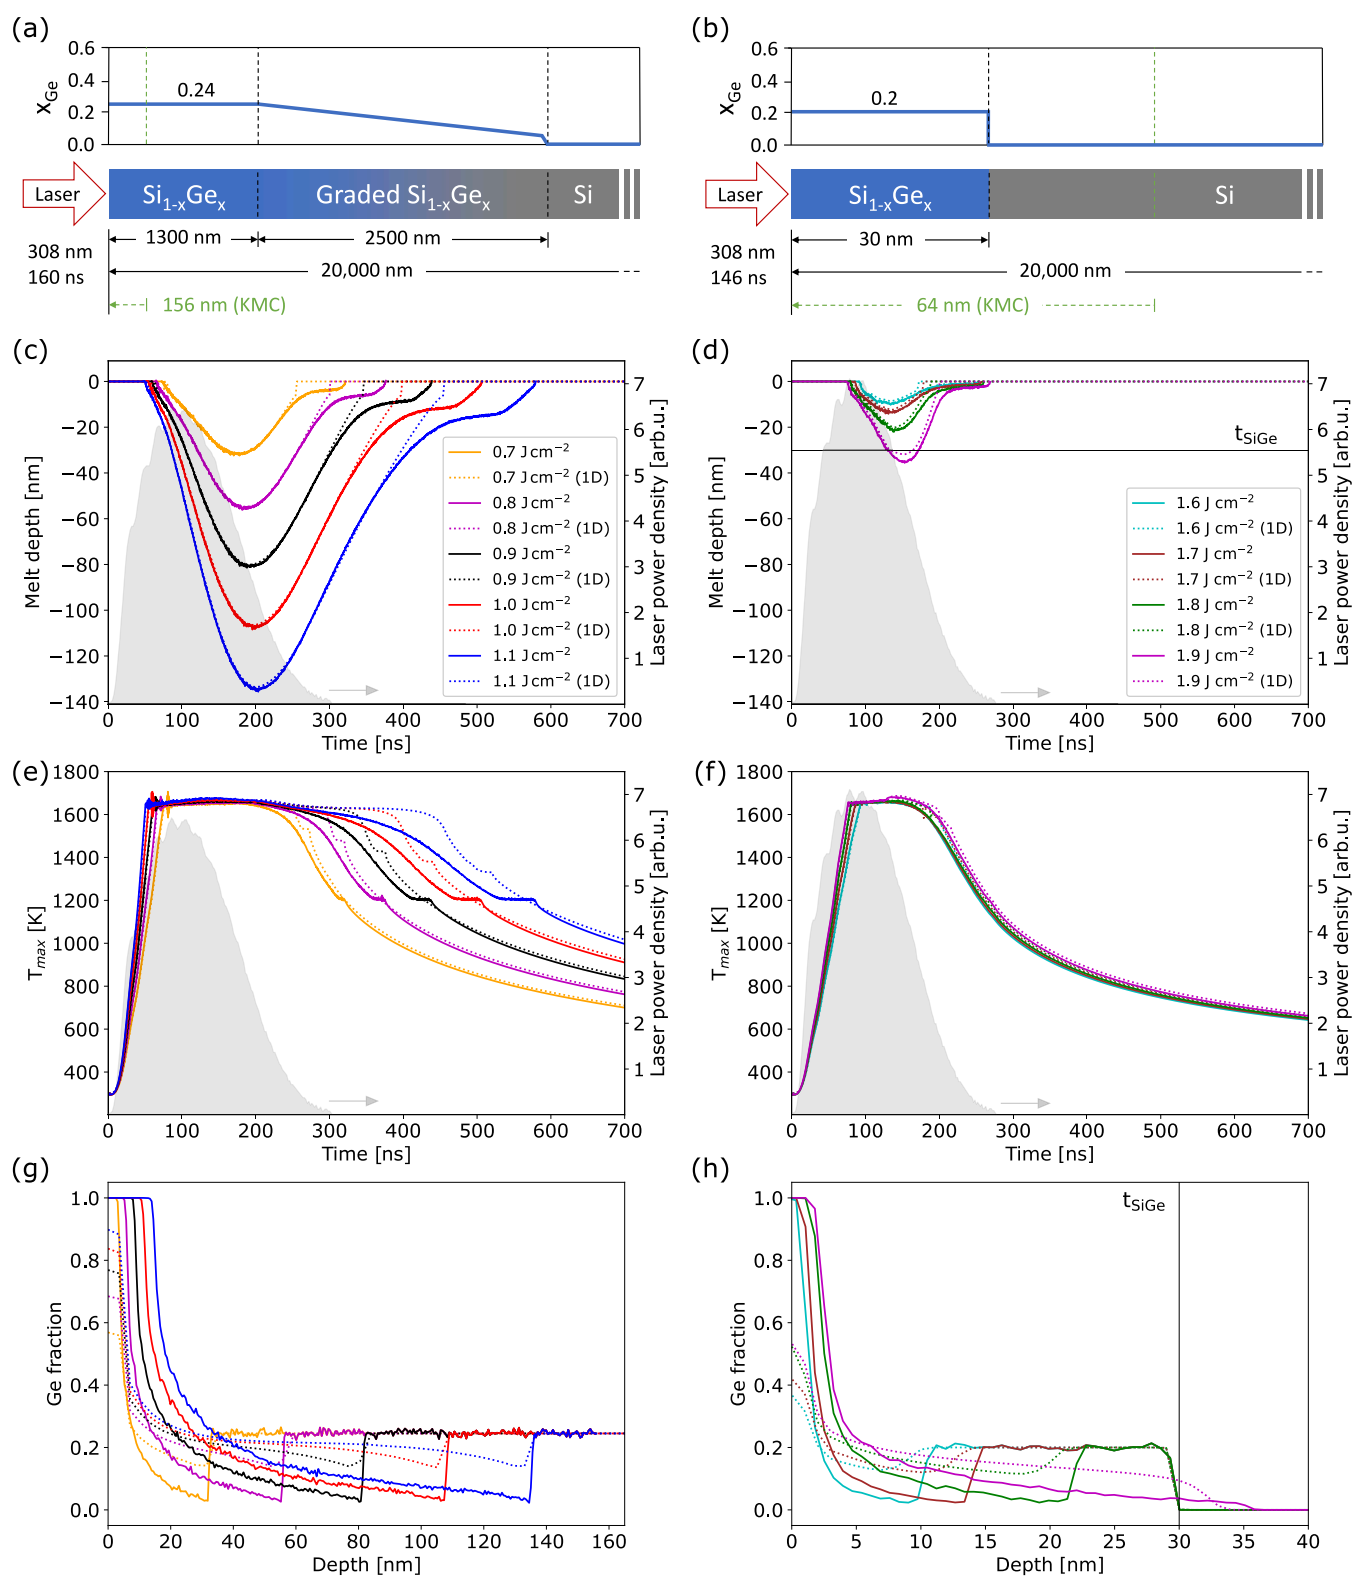 (a)
0.6
0.4
0.2
0.0
X_Ge
0.24
Laser
Si_{1-x}Ge_x
Graded Si_{1-x}Ge_x
Si
1300 nm
2500 nm
308 nm
160 ns
20,000 nm
156 nm (KMC)
(b)
0.6
0.4
0.2
0.0
X_Ge
0.2
Laser
Si_{1-x}Ge_x
Si
30 nm
308 nm
146 ns
20,000 nm
64 nm (KMC)
(c)
0
−20
−40
−60
−80
−100
−120
−140
Melt depth [nm]
7
6
5
4
3
2
1
Laser power density [arb.u.]
0.7 J cm⁻²
0.7 J cm⁻² (1D)
0.8 J cm⁻²
0.8 J cm⁻² (1D)
0.9 J cm⁻²
0.9 J cm⁻² (1D)
1.0 J cm⁻²
1.0 J cm⁻² (1D)
1.1 J cm⁻²
1.1 J cm⁻² (1D)
0 100 200 300 400 500 600 700
Time [ns]
(d)
0
−20
−40
−60
−80
−100
−120
−140
Melt depth [nm]
7
6
5
4
3
2
1
Laser power density [arb.u.]
t_SiGe
1.6 J cm⁻²
1.6 J cm⁻² (1D)
1.7 J cm⁻²
1.7 J cm⁻² (1D)
1.8 J cm⁻²
1.8 J cm⁻² (1D)
1.9 J cm⁻²
1.9 J cm⁻² (1D)
0 100 200 300 400 500 600 700
Time [ns]
(e)
1800
1600
1400
1200
1000
800
600
400
T_max [K]
7
6
5
4
3
2
1
Laser power density [arb.u.]
0 100 200 300 400 500 600 700
Time [ns]
(f)
1800
1600
1400
1200
1000
800
600
400
T_max [K]
7
6
5
4
3
2
1
Laser power density [arb.u.]
0 100 200 300 400 500 600 700
Time [ns]
(g)
1.0
0.8
0.6
0.4
0.2
0.0
Ge fraction
0 20 40 60 80 100 120 140 160
Depth [nm]
(h)
1.0
0.8
0.6
0.4
0.2
0.0
Ge fraction
t_SiGe
0 5 10 15 20 25 30 35 40
Depth [nm]